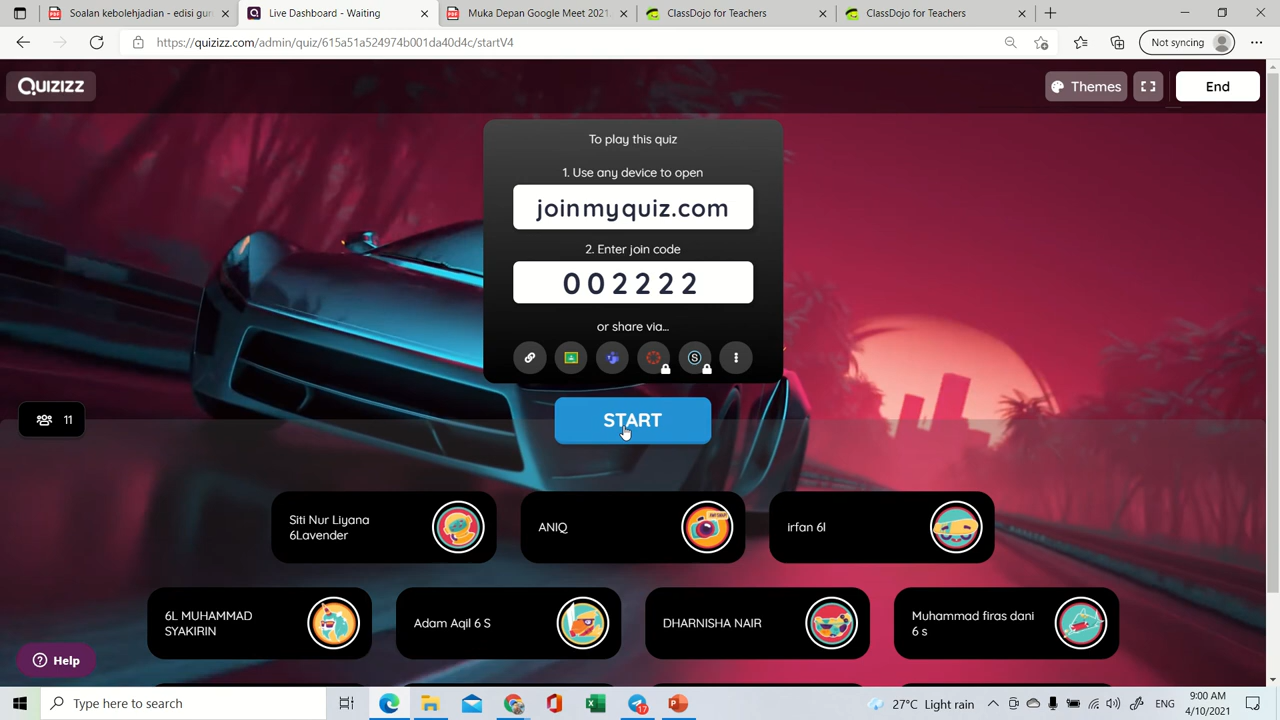 Soalan kebolehjadian - edisi gur
Live Dashboard - Waiting
Muka Depan Google Meet 2021
ClassDojo for Teachers
ClassDojo for Teachers
https://quizizz.com/admin/quiz/615a51a524974b001da40d4c/startV4
Not syncing
Quizizz
Themes
End
To play this quiz
1. Use any device to open
joinmyquiz.com
2. Enter join code
002222
or share via...
11
START
Siti Nur Liyana
6Lavender
ANIQ
irfan 6l
6L MUHAMMAD
SYAKIRIN
Adam Aqil 6 S
DHARNISHA NAIR
Muhammad firas dani
6 s
Help
Type here to search
17
27°C Light rain
ENG
9:00 AM
4/10/2021